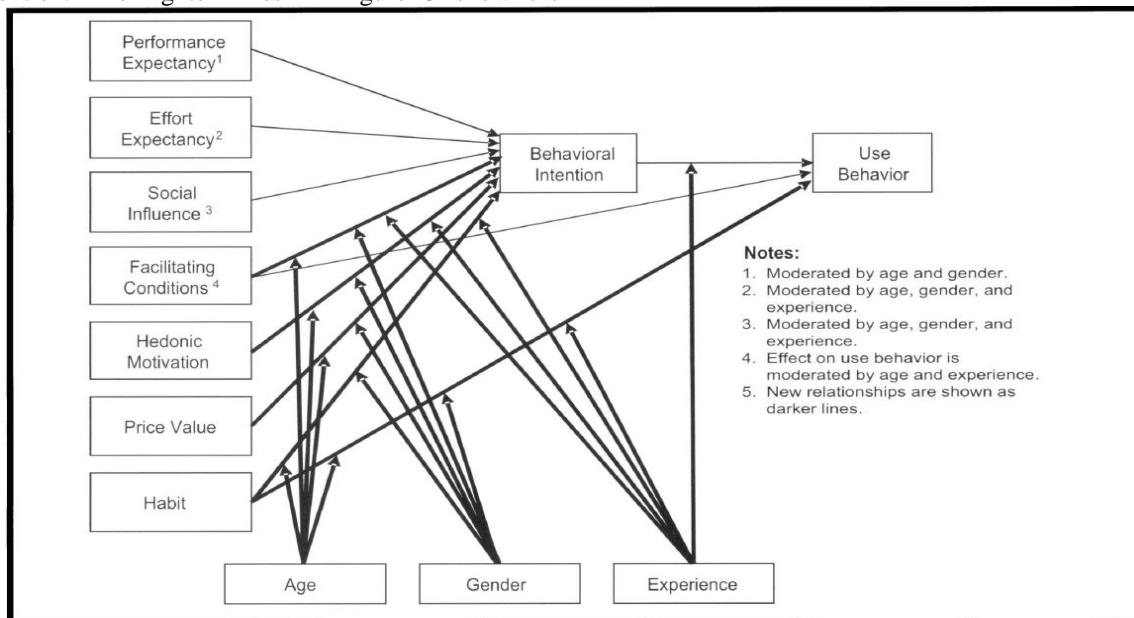 Performance
Expectancy1
Effort
Expectancy2
Social
Influence 3
Facilitating
Conditions 4
Hedonic
Motivation
Price Value
Habit
Behavioral
Intention
Use
Behavior
Notes:
1. Moderated by age and gender.
2. Moderated by age, gender, and
experience.
3. Moderated by age, gender, and
experience.
4. Effect on use behavior is
moderated by age and experience.
5. New relationships are shown as
darker lines.
Age
Gender
Experience